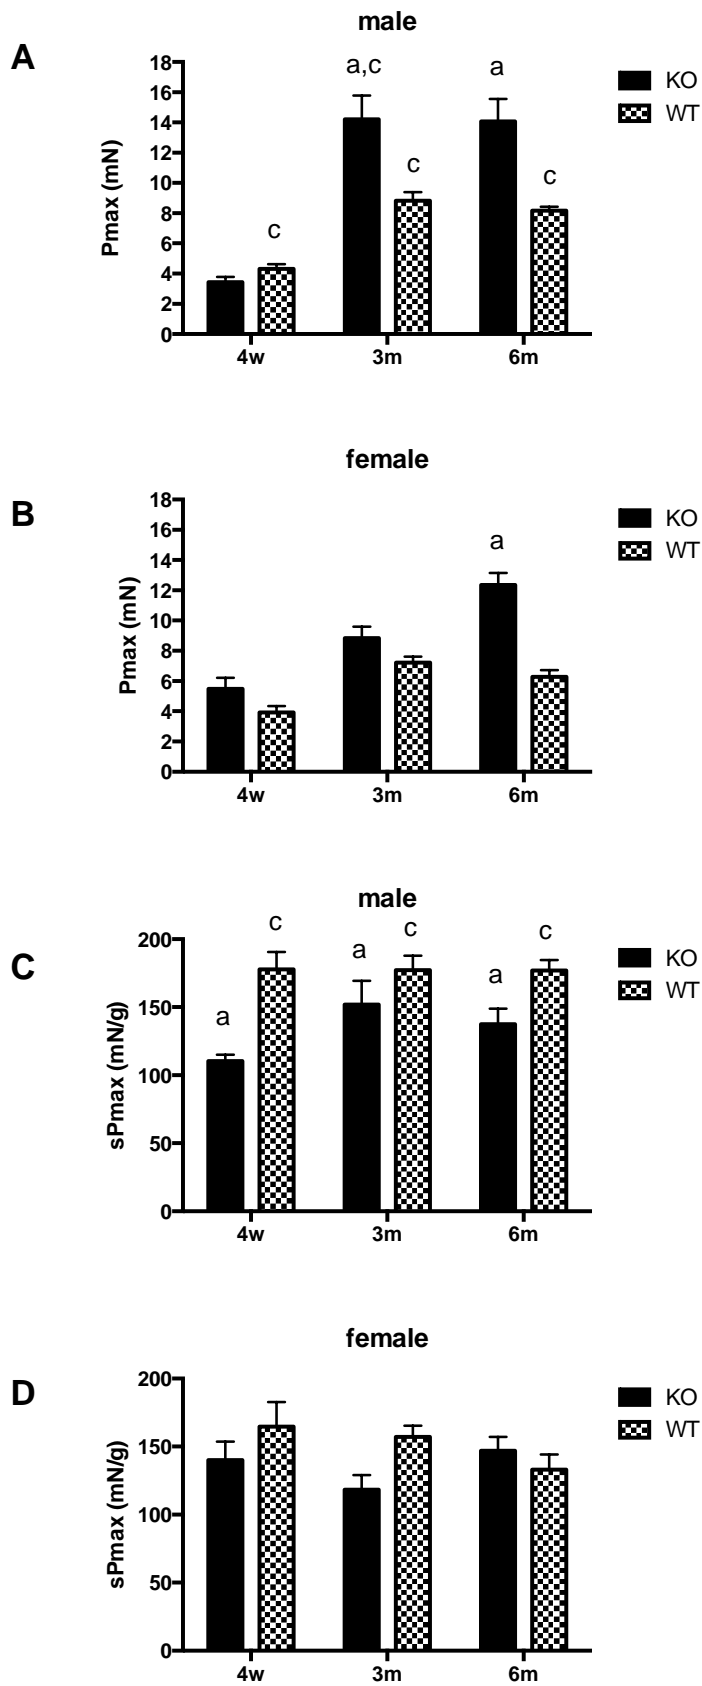 male
A
Pmax (mN)
18
16
14
12
10
8
6
4
2
0
a,c
a
c
c
c
4w
3m
6m
KO
WT
female
B
Pmax (mN)
18
16
14
12
10
8
6
4
2
0
a
4w
3m
6m
KO
WT
male
C
sPmax (mN/g)
200
150
100
50
0
a
c
a
c
a
c
4w
3m
6m
KO
WT
female
D
sPmax (mN/g)
200
150
100
50
0
4w
3m
6m
KO
WT